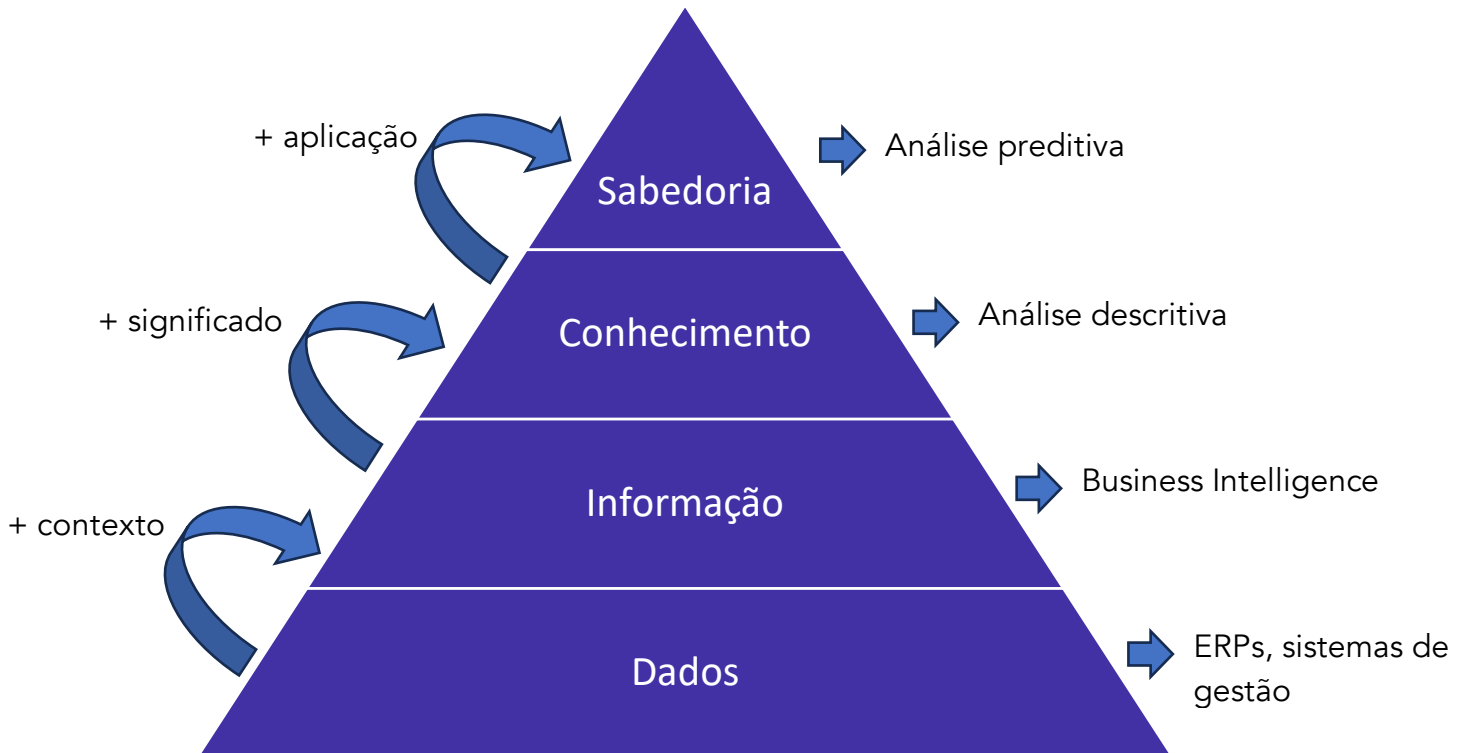 + aplicação
Sabedoria
Análise preditiva
+ significado
Conhecimento
Análise descritiva
+ contexto
Informação
Business Intelligence
Dados
ERPs, sistemas de
gestão